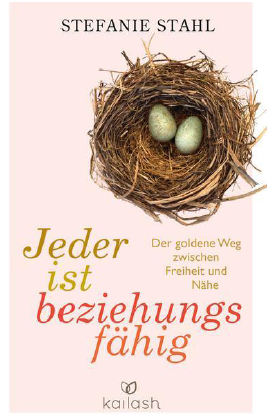 STEFANIE STAHL
Jeder
ist
beziehungs
fähig
Der goldene Weg
zwischen
Freiheit und
Nähe
kailash